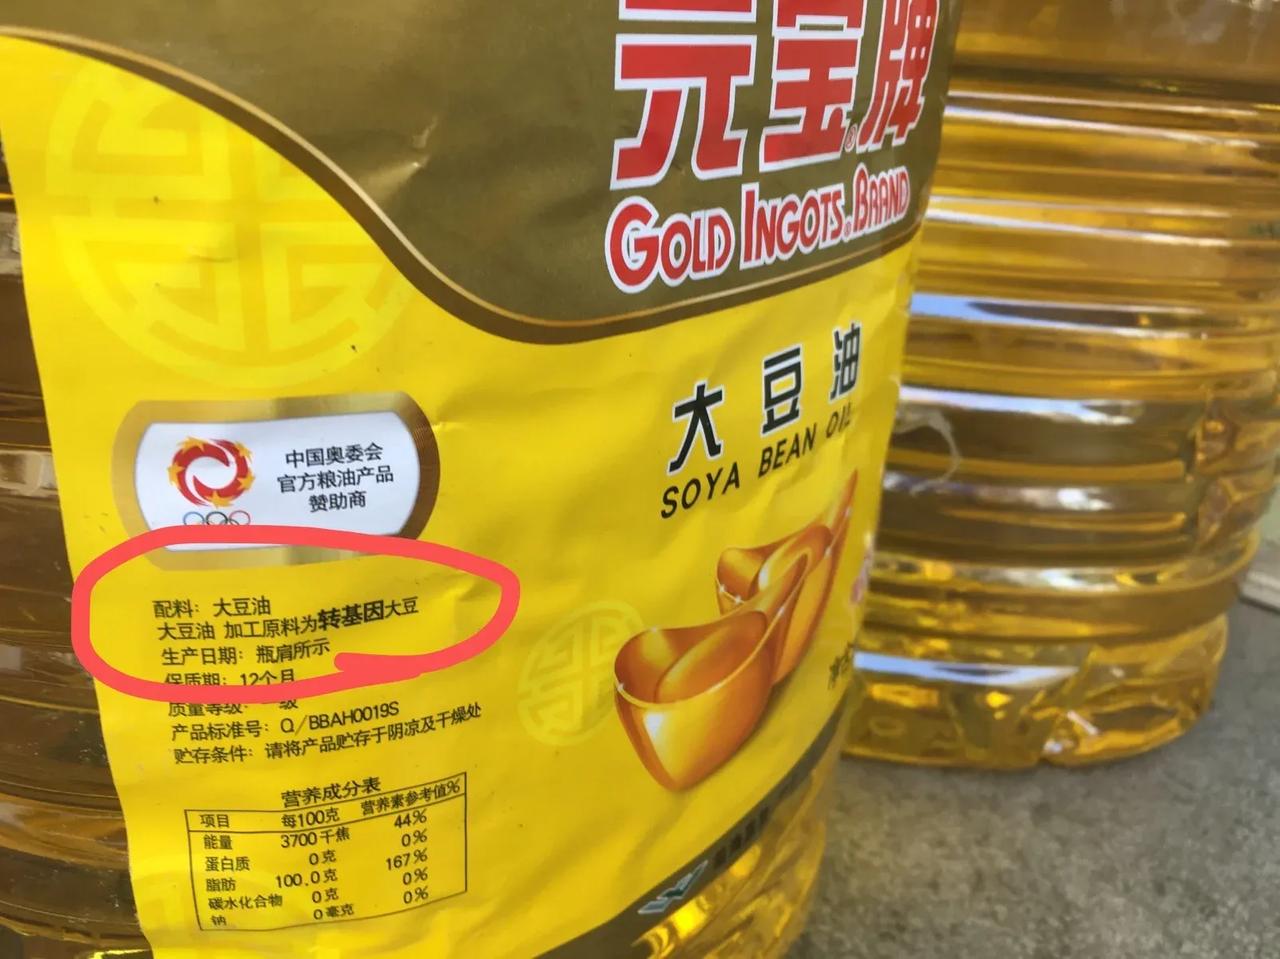 元宝牌
GOLD INGOTS BRAND
大豆油
SOYA BEAN OIL
中国奥委会
官方粮油产品
赞助商
配料：大豆油
大豆油 加工原料为转基因大豆
生产日期：瓶肩所示
保质期：12个月
质量等级： 级
产品标准号：Q/BBAH0019S
贮存条件：请将产品贮存于阴凉及干燥处
营养成分表
项目 每100克 营养素参考值%
能量 3700千焦 44%
蛋白质 0克 0%
脂肪 100.0克 167%
碳水化合物 0克 0%
钠 0毫克 0%